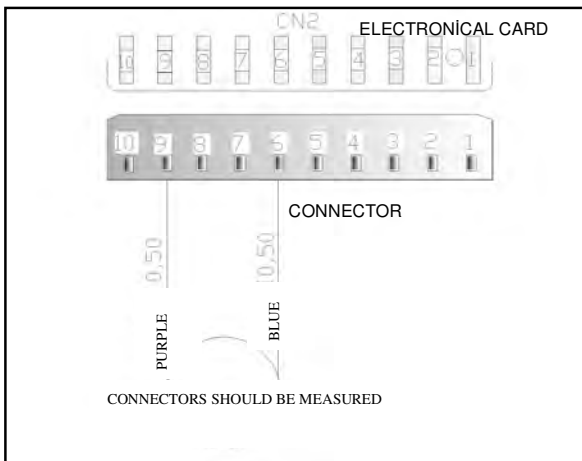 CN2
ELECTRONİCAL CARD
10 9 8 7 6 5 4 3 2 1
10 9 8 7 6 5 4 3 2 1
CONNECTOR
0,50
0,50
PURPLE
BLUE
CONNECTORS SHOULD BE MEASURED